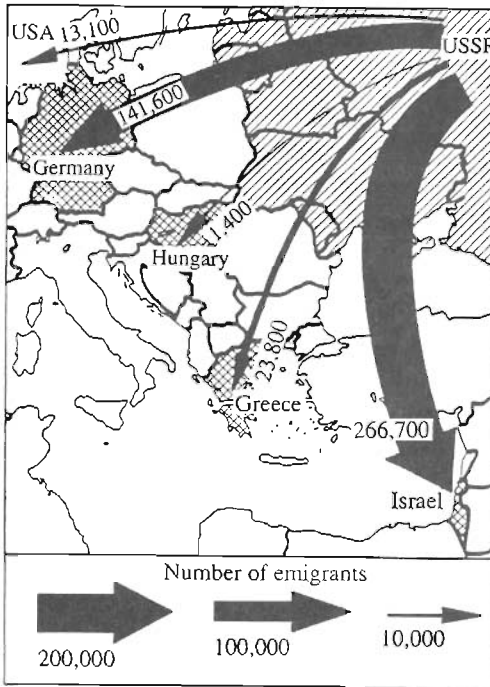 USA 13,100
USSR
141,600
Germany
11,400
Hungary
23,800
Greece
266,700
Israel
Number of emigrants
200,000
100,000
10,000